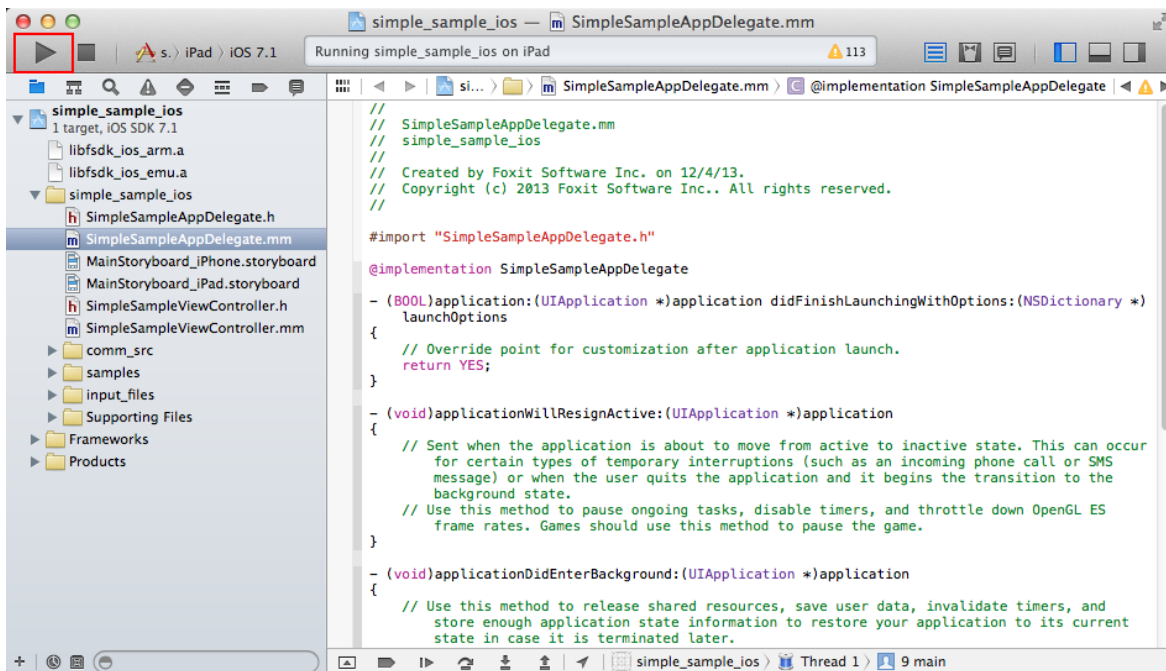 simple_sample_ios — m SimpleSampleAppDelegate.mm
s. 〉 iPad 〉 iOS 7.1
Running simple_sample_ios on iPad
113
simple_sample_ios
1 target, iOS SDK 7.1
libfsdk_ios_arm.a
libfsdk_ios_emu.a
simple_sample_ios
h SimpleSampleAppDelegate.h
m SimpleSampleAppDelegate.mm
MainStoryboard_iPhone.storyboard
MainStoryboard_iPad.storyboard
h SimpleSampleViewController.h
m SimpleSampleViewController.mm
comm_src
samples
input_files
Supporting Files
Frameworks
Products
si... 〉 〉 m SimpleSampleAppDelegate.mm 〉 C @implementation SimpleSampleAppDelegate
//
// SimpleSampleAppDelegate.mm
// simple_sample_ios
//
// Created by Foxit Software Inc. on 12/4/13.
// Copyright (c) 2013 Foxit Software Inc.. All rights reserved.
//
#import "SimpleSampleAppDelegate.h"
@implementation SimpleSampleAppDelegate
- (BOOL)application:(UIApplication *)application didFinishLaunchingWithOptions:(NSDictionary *)
launchOptions
{
// Override point for customization after application launch.
return YES;
}
- (void)applicationWillResignActive:(UIApplication *)application
{
// Sent when the application is about to move from active to inactive state. This can occur
for certain types of temporary interruptions (such as an incoming phone call or SMS
message) or when the user quits the application and it begins the transition to the
background state.
// Use this method to pause ongoing tasks, disable timers, and throttle down OpenGL ES
frame rates. Games should use this method to pause the game.
}
- (void)applicationDidEnterBackground:(UIApplication *)application
{
// Use this method to release shared resources, save user data, invalidate timers, and
store enough application state information to restore your application to its current
state in case it is terminated later.
simple_sample_ios 〉 Thread 1 〉 9 main